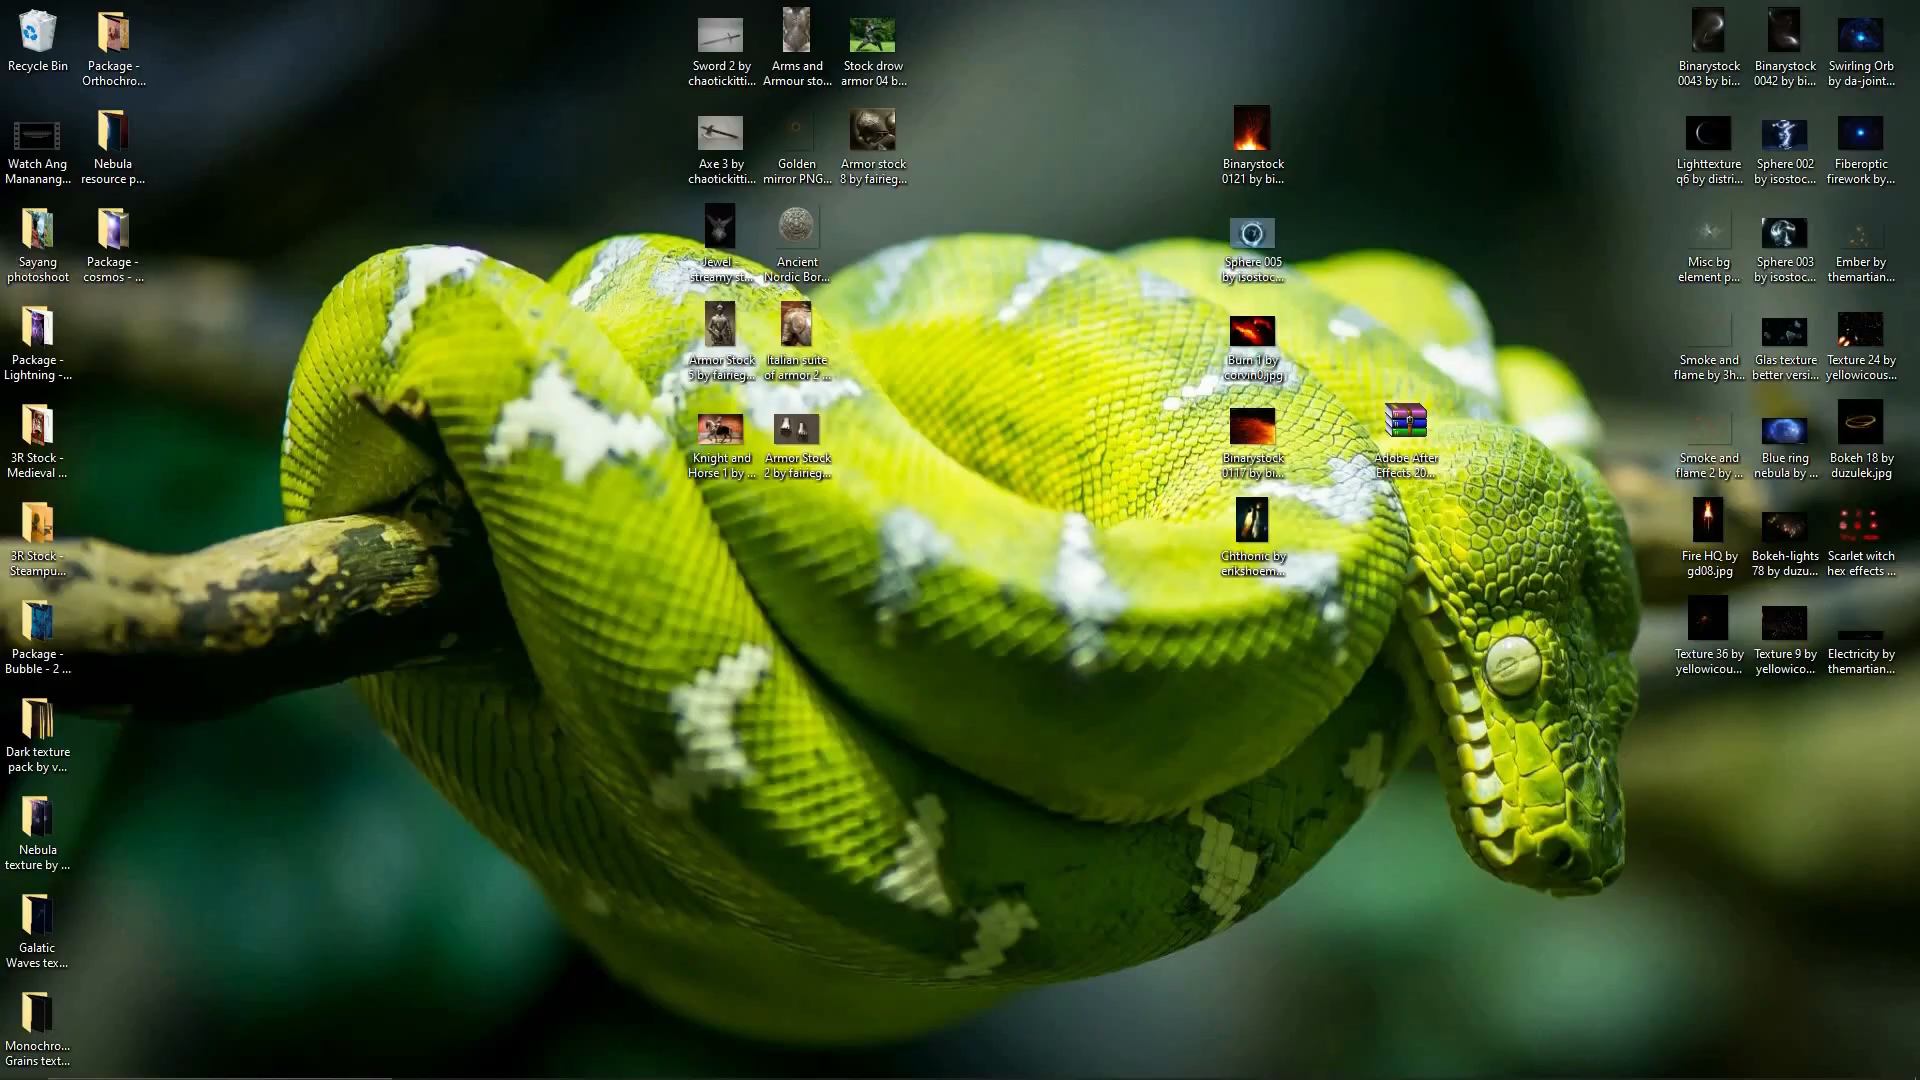 Recycle Bin
Package -
Orthochro...
Watch Ang
Mananang...
Nebula
resource p...
Sayang
photoshoot
Package -
cosmos - ...
Package -
Lightning -...
3R Stock -
Medieval ...
3R Stock -
Steampu...
Package -
Bubble - 2 ...
Dark texture
pack by v...
Nebula
texture by ...
Galatic
Waves tex...
Monochro...
Grains text...
Sword 2 by
chaotickitti...
Arms and
Armour sto...
Stock drow
armor 04 b...
Axe 3 by
chaotickitti...
Golden
mirror PNG...
Armor stock
8 by fairieg...
Jewel -
streamy st...
Ancient
Nordic Bor...
Armor Stock
5 by fairieg...
Italian suite
of armor 2 ...
Knight and
Horse 1 by ...
Armor Stock
2 by fairieg...
Binarystock
0121 by bi...
Sphere 005
by isostoc...
Burn 1 by
corvin0.jpg
Binarystock
0117 by bi...
Chthonic by
erikshoem...
Adobe After
Effects 20...
Binarystock
0043 by bi...
Binarystock
0042 by bi...
Swirling Orb
by da-joint...
Lighttexture
q6 by distri...
Sphere 002
by isostoc...
Fiberoptic
firework by...
Misc bg
element p...
Sphere 003
by isostoc...
Ember by
themartian...
Smoke and
flame by 3h...
Glas texture
better versi...
Texture 24 by
yellowicous...
Smoke and
flame 2 by ...
Blue ring
nebula by ...
Bokeh 18 by
duzulek.jpg
Fire HQ by
gd08.jpg
Bokeh-lights
78 by duzu...
Scarlet witch
hex effects ...
Texture 36 by
yellowicou...
Texture 9 by
yellowico...
Electricity by
themartian...